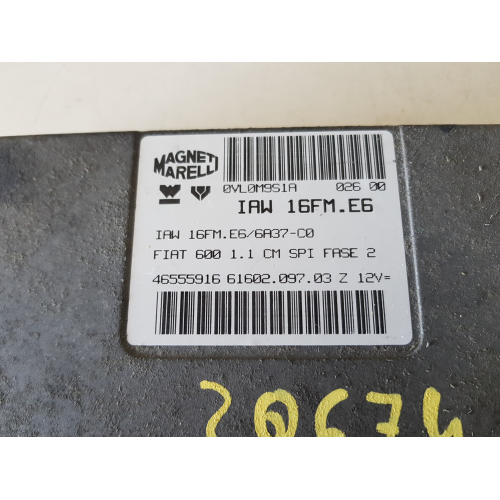 MAGNETI
MARELLI
0VL0M9S1A 026 00
IAW 16FM.E6
IAW 16FM.E6/6A37-C0
FIAT 600 1.1 CM SPI FASE 2
46555916 61602.097.03 Z 12V=
20674